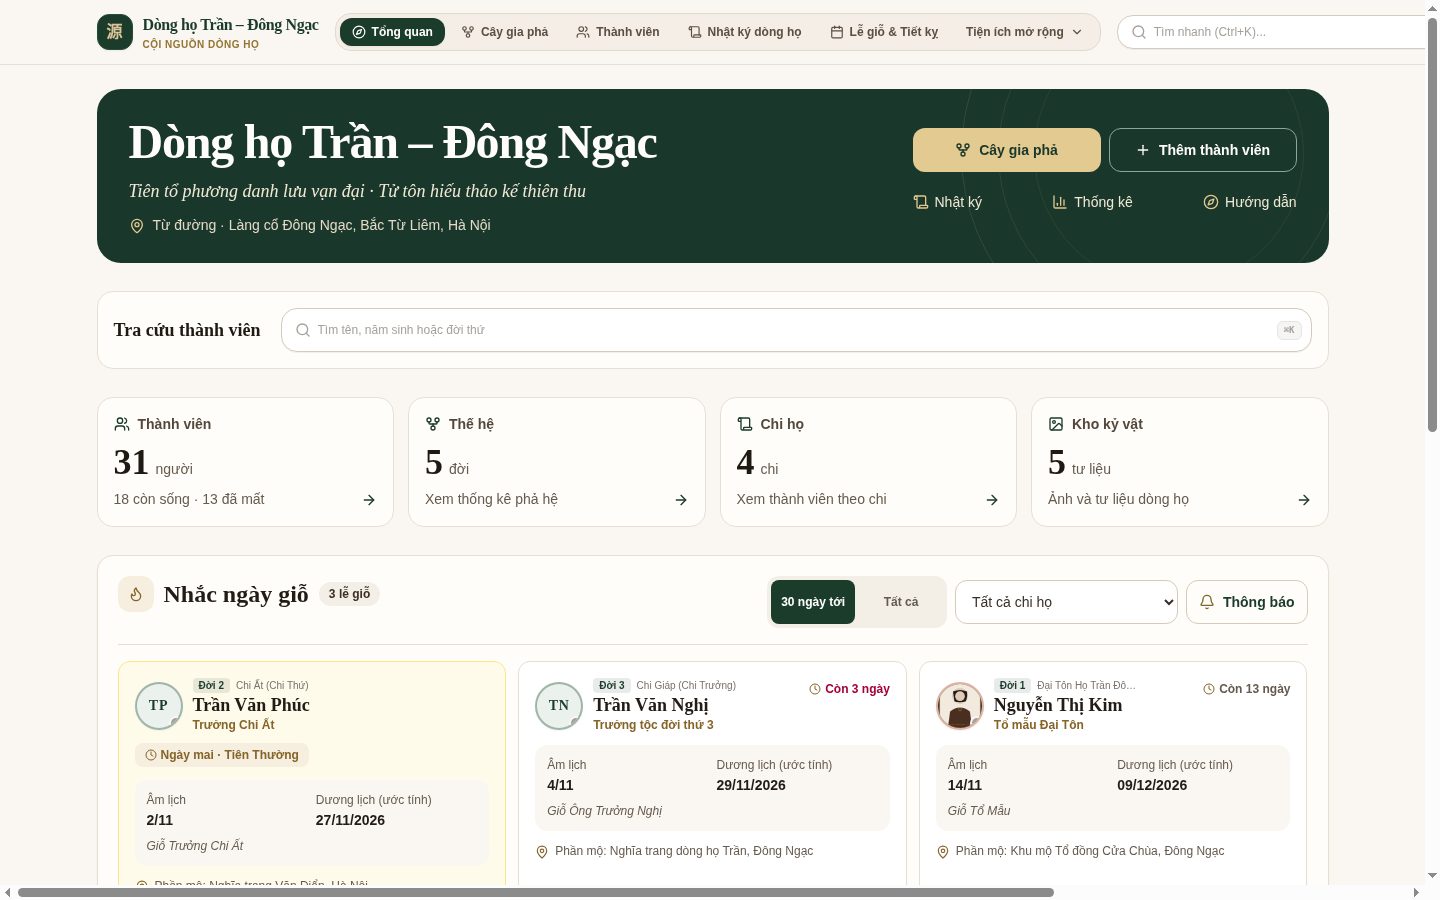 源
Dòng họ Trần – Đông Ngạc
CỘI NGUỒN DÒNG HỌ
Tổng quan
Cây gia phả
Thành viên
Nhật ký dòng họ
Lễ giỗ & Tiết kỵ
Tiện ích mở rộng
Tìm nhanh (Ctrl+K)...
Dòng họ Trần – Đông Ngạc
Tiên tổ phương danh lưu vạn đại · Tử tôn hiếu thảo kế thiên thu
Từ đường · Làng cổ Đông Ngạc, Bắc Từ Liêm, Hà Nội
Cây gia phả
Thêm thành viên
Nhật ký
Thống kê
Hướng dẫn
Tra cứu thành viên
Tìm tên, năm sinh hoặc đời thứ
⌘K
Thành viên
31 người
18 còn sống · 13 đã mất
Thế hệ
5 đời
Xem thống kê phả hệ
Chi họ
4 chi
Xem thành viên theo chi
Kho kỷ vật
5 tư liệu
Ảnh và tư liệu dòng họ
Nhắc ngày giỗ
3 lễ giỗ
30 ngày tới
Tất cả
Tất cả chi họ
Thông báo
TP
Đời 2 Chi Ất (Chi Thứ)
Trần Văn Phúc
Trưởng Chi Ất
Ngày mai · Tiên Thường
Âm lịch
2/11
Dương lịch (ước tính)
27/11/2026
Giỗ Trưởng Chi Ất
Phần mộ: Nghĩa trang Văn Điển, Hà Nội
TN
Đời 3 Chi Giáp (Chi Trưởng)
Trần Văn Nghị
Trưởng tộc đời thứ 3
Còn 3 ngày
Âm lịch
4/11
Dương lịch (ước tính)
29/11/2026
Giỗ Ông Trưởng Nghị
Phần mộ: Nghĩa trang dòng họ Trần, Đông Ngạc
Đời 1 Đại Tôn Họ Trần Đô…
Nguyễn Thị Kim
Tổ mẫu Đại Tôn
Còn 13 ngày
Âm lịch
14/11
Dương lịch (ước tính)
09/12/2026
Giỗ Tổ Mẫu
Phần mộ: Khu mộ Tổ đồng Cửa Chùa, Đông Ngạc